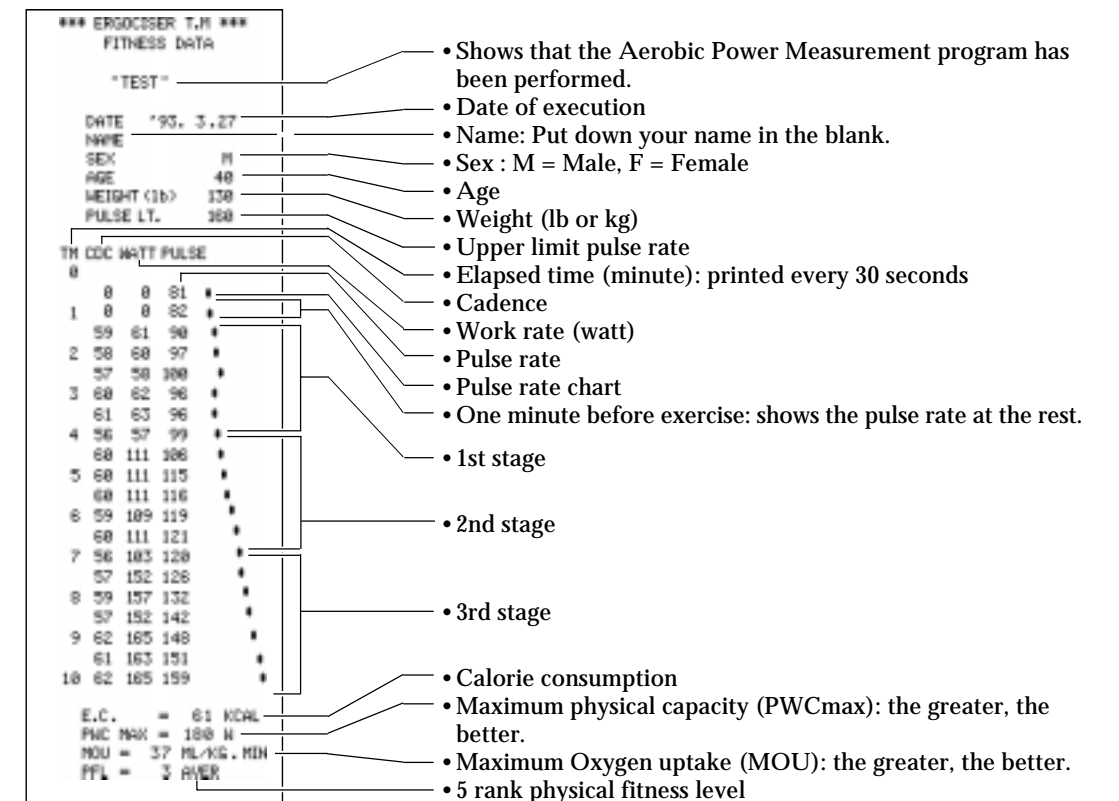 *** ERGOCISER T.M ***
FITNESS DATA
"TEST"
DATE '93. 3.27
NAME
SEX M
AGE 40
WEIGHT (lb) 130
PULSE LT. 160
TM CDC WATT PULSE
0
0 0 81
1 0 0 82
59 61 90
2 58 60 97
57 58 100
3 60 62 96
61 63 96
4 56 57 99
60 111 106
5 60 111 115
60 111 116
6 59 109 119
60 111 121
7 56 103 120
57 152 126
8 59 157 132
57 152 142
9 62 165 148
61 163 151
10 62 165 159
E.C. = 61 KCAL
PWC MAX = 180 W
MOU = 37 ML/KG.MIN
PFL = 3 AVER
• Shows that the Aerobic Power Measurement program has
been performed.
• Date of execution
• Name: Put down your name in the blank.
• Sex : M = Male, F = Female
• Age
• Weight (lb or kg)
• Upper limit pulse rate
• Elapsed time (minute): printed every 30 seconds
• Cadence
• Work rate (watt)
• Pulse rate
• Pulse rate chart
• One minute before exercise: shows the pulse rate at the rest.
• 1st stage
• 2nd stage
• 3rd stage
• Calorie consumption
• Maximum physical capacity (PWCmax): the greater, the
better.
• Maximum Oxygen uptake (MOU): the greater, the better.
• 5 rank physical fitness level